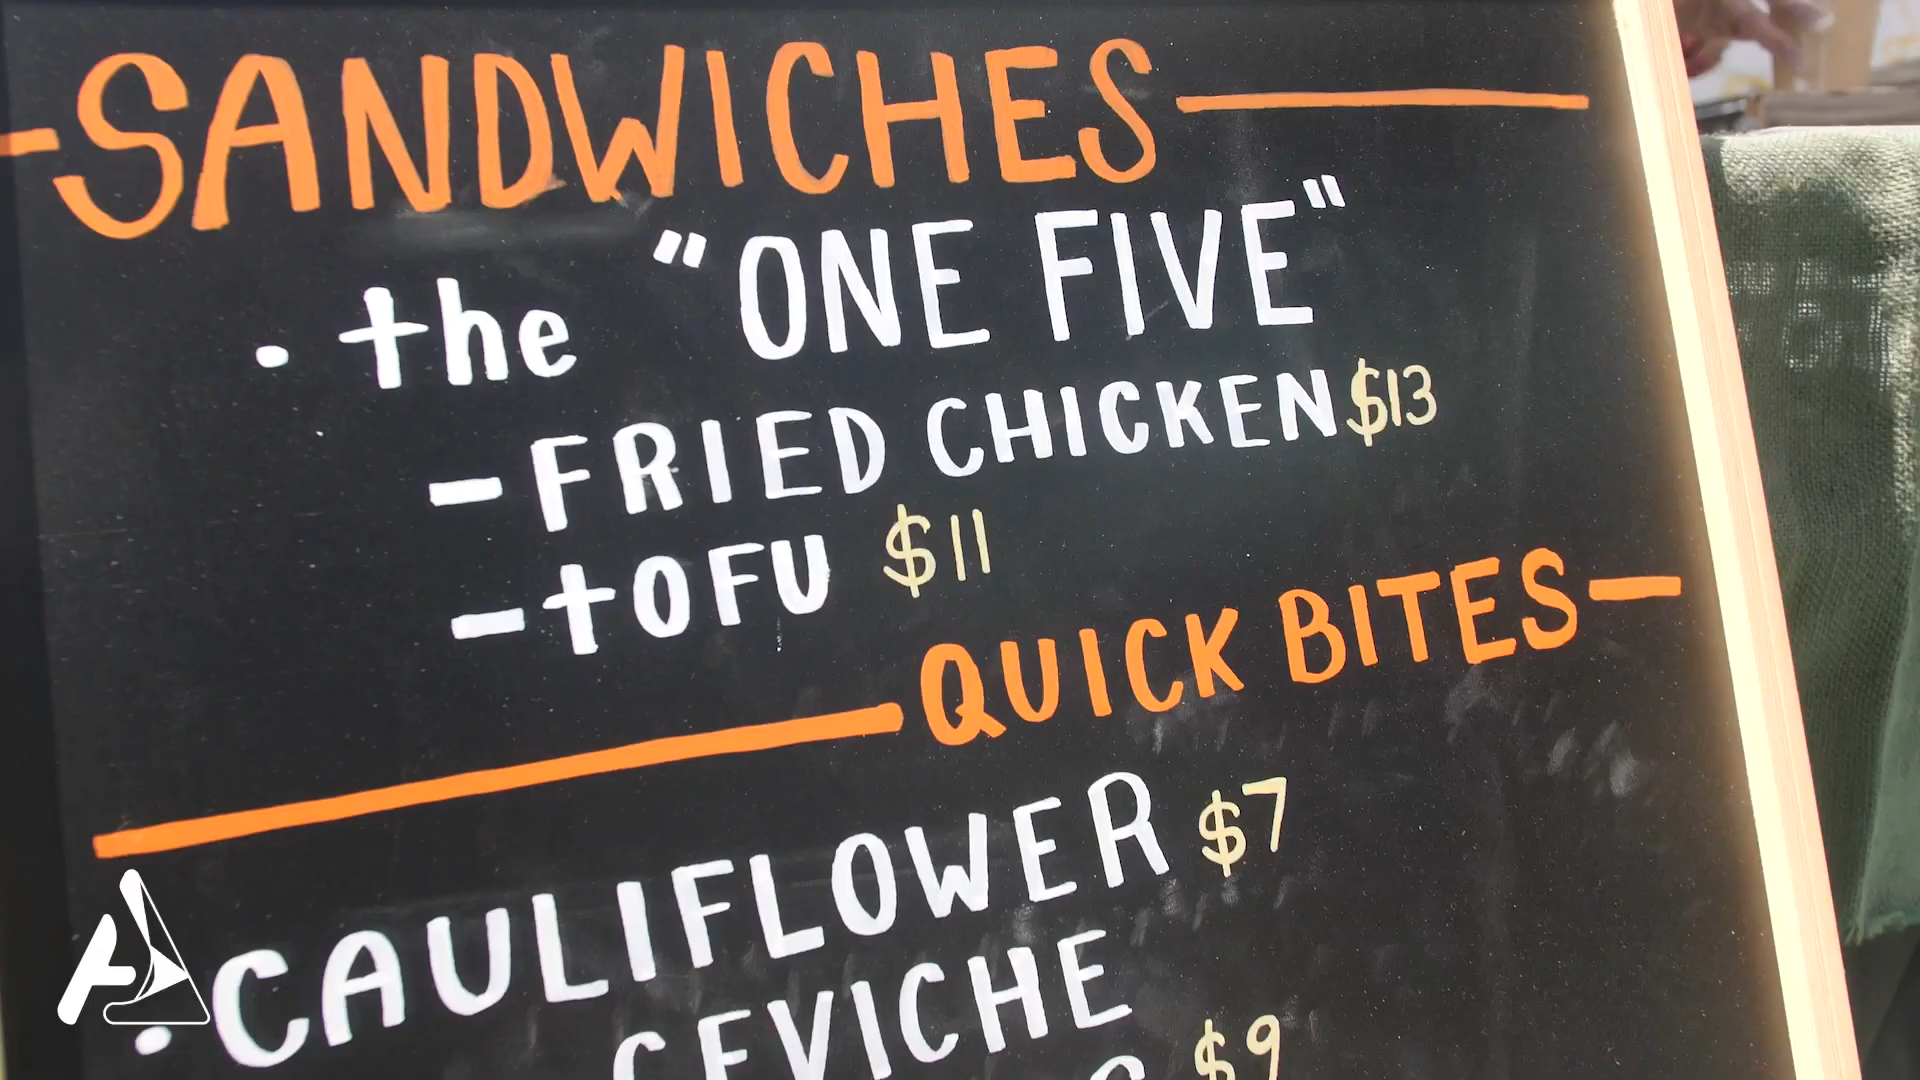 SANDWICHES
• the "ONE FIVE"
- FRIED CHICKEN $13
- tOFU $11
QUICK BITES
• CAULIFLOWER $7
CEVICHE
$9